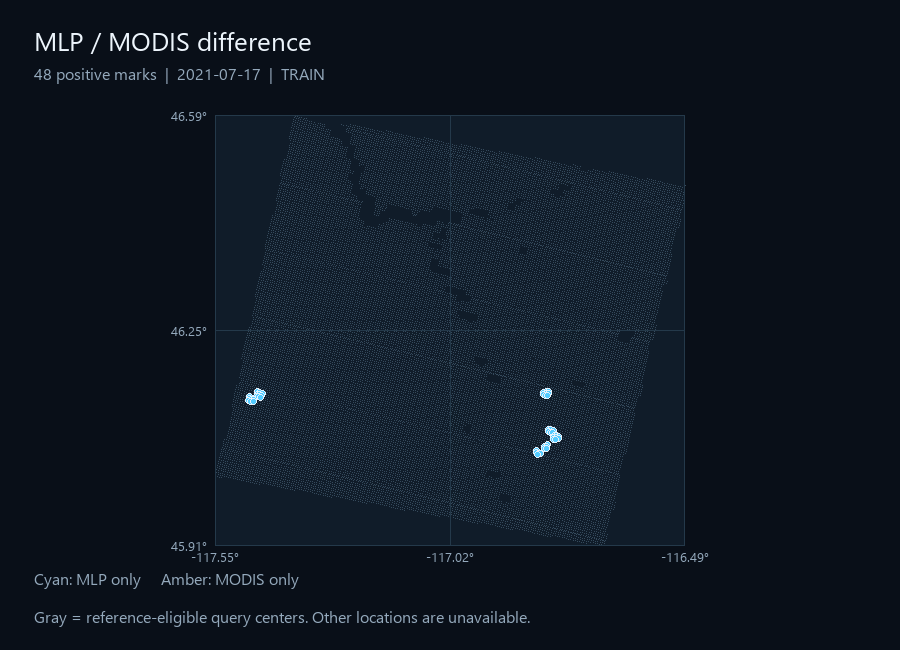 MLP / MODIS difference
48 positive marks | 2021-07-17 | TRAIN
46.59°
46.25°
45.91°
-117.55° -117.02° -116.49°
Cyan: MLP only Amber: MODIS only
Gray = reference-eligible query centers. Other locations are unavailable.